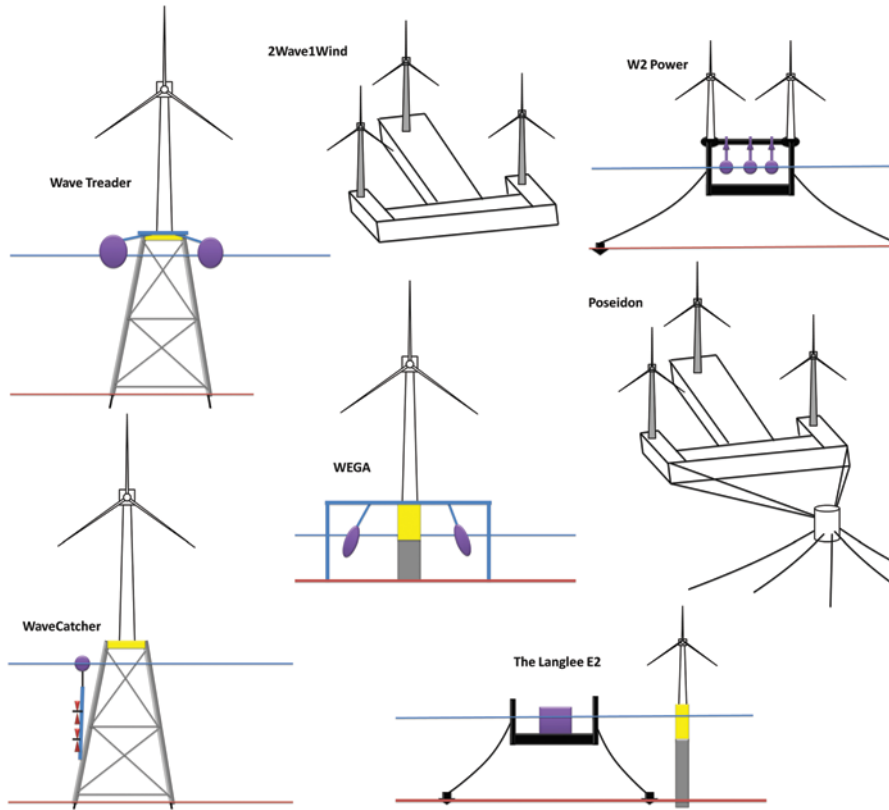 2Wave1Wind
W2 Power
Wave Treader
Poseidon
WEGA
WaveCatcher
The Langlee E2